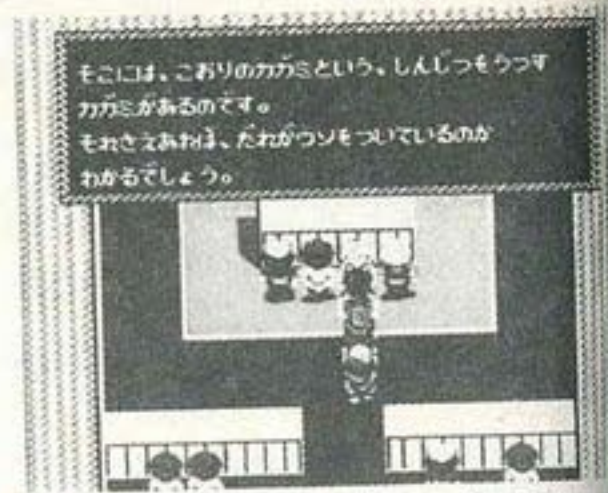 そこには、こおりのカガミという、しんじつをうつす
カガミがあるのです。
それさえあれば、だれがウソをついているのか
わかるでしょう。